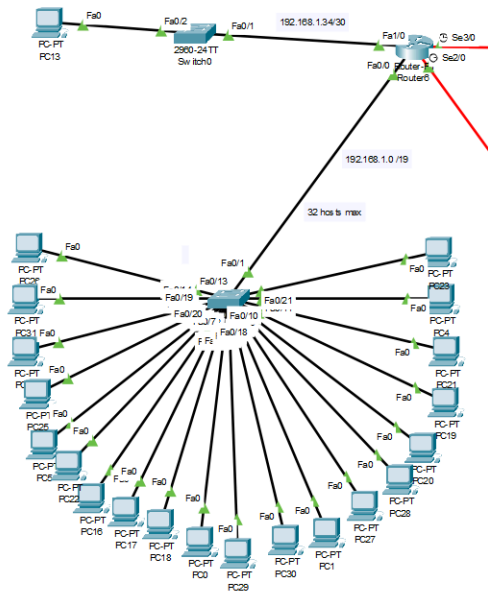 Fa0
PC-PT
PC13
Fa0/2
2960-24TT
Switch0
Fa0/1
192.168.1.34/30
Fa1/0
Fa0/0
Router6
Se3/0
Se2/0
192.168.1.0 /19
32 hosts max
Fa0/1
Fa0/13
Fa0/19
Fa0/20
Fa0/10
Fa0/18
Fa0/21
Fa0
PC-PT
Fa0
PC-PT
PC31
Fa0
PC-PT
Fa0
PC-PT
PC25
Fa0
PC-PT
Fa0
PC-PT
PC22
PC-PT
PC16
Fa0
PC-PT
PC17
Fa0
PC-PT
PC18
Fa0
PC-PT
PC0
Fa0
PC-PT
PC29
Fa0
PC-PT
PC30
Fa0
PC-PT
PC1
Fa0
PC-PT
PC27
Fa0
PC-PT
PC28
Fa0
PC-PT
PC20
Fa0
PC-PT
PC19
Fa0
PC-PT
PC21
Fa0
PC-PT
PC4
Fa0
PC-PT
PC23